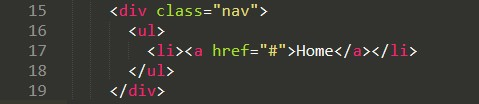 15 <div class="nav">
16 <ul>
17 <li><a href="#">Home</a></li>
18 </ul>
19 </div>